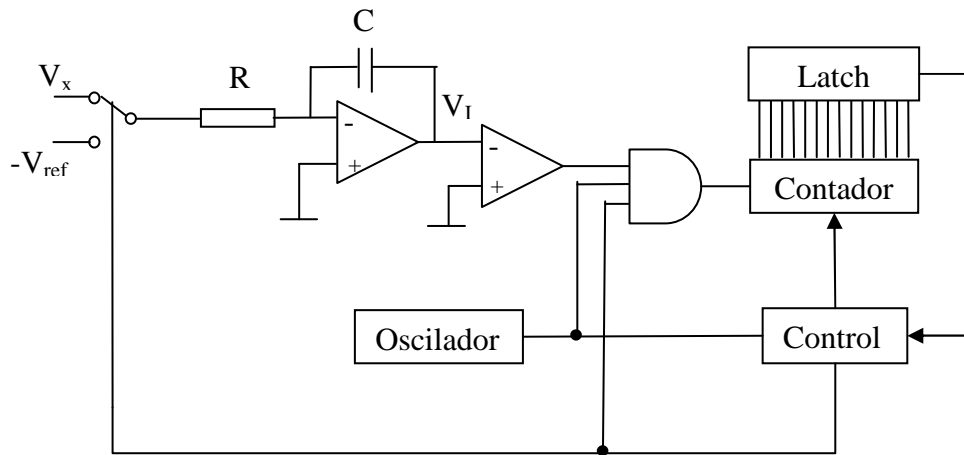 C
Latch
Vx
R
VI
-
-
-Vref
+
+
Contador
Oscilador
Control